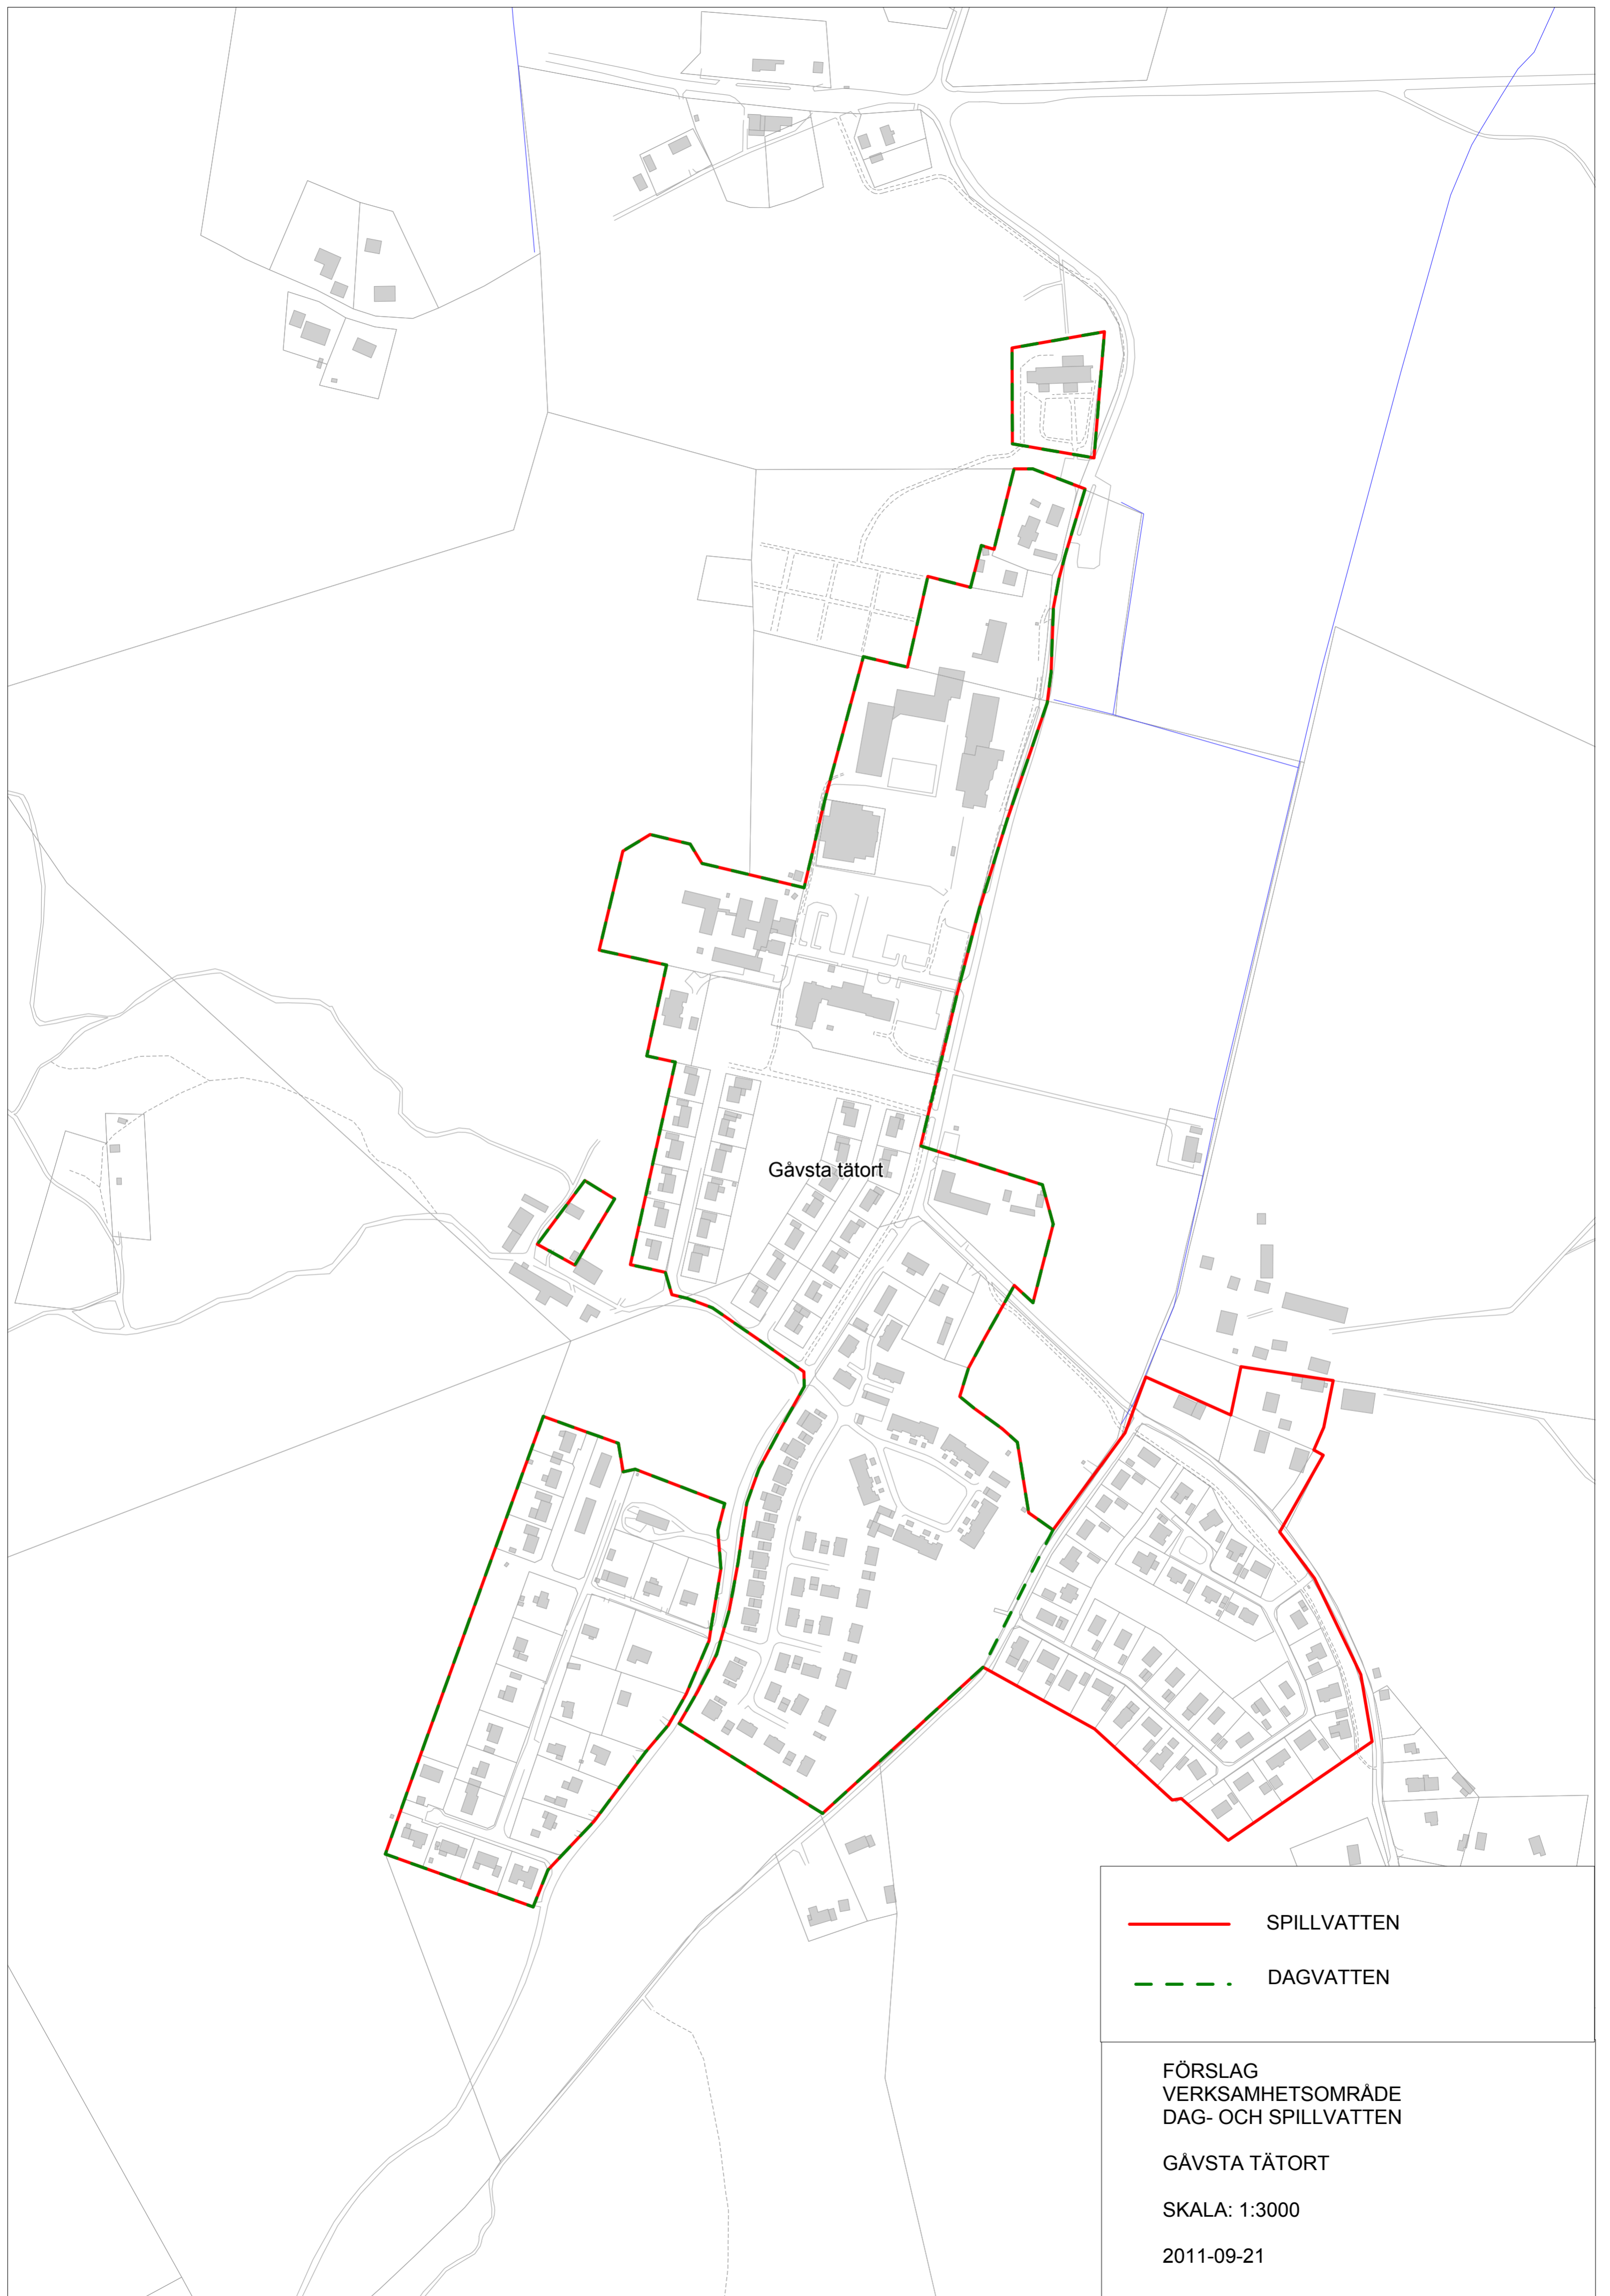 Gåvsta tätort
SPILLVATTEN
DAGVATTEN
FÖRSLAG
VERKSAMHETSOMRÅDE
DAG- OCH SPILLVATTEN
GÅVSTA TÄTORT
SKALA: 1:3000
2011-09-21